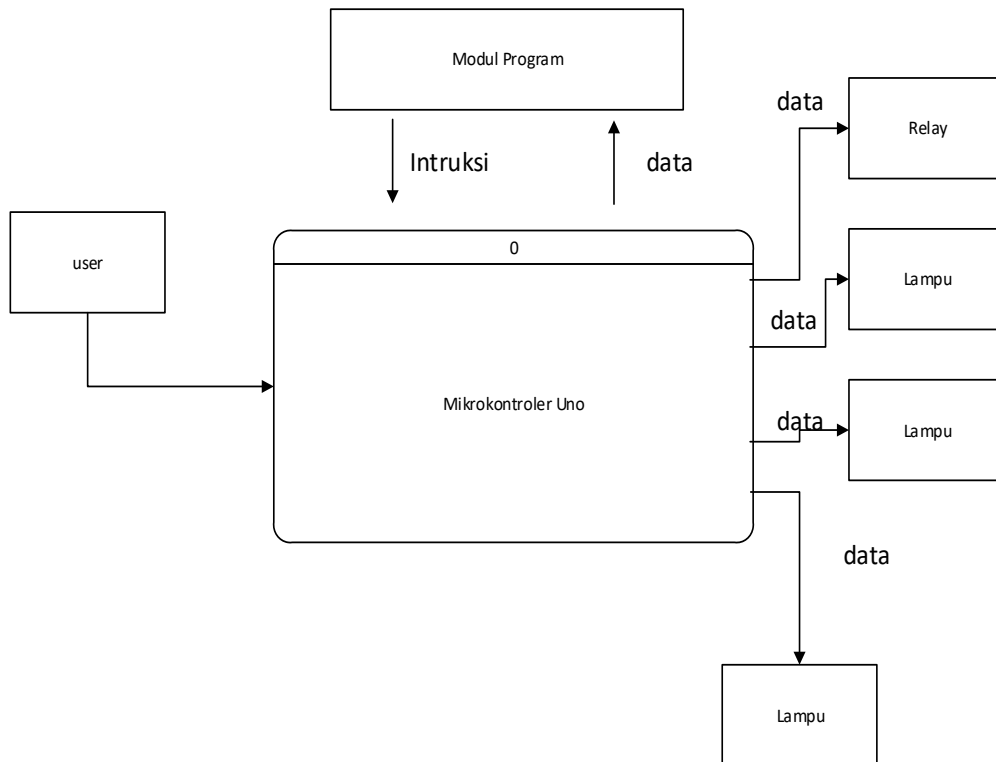 Modul Program
data
Relay
Intruksi
data
user
0
Lampu
data
Mikrokontroler Uno
data
Lampu
data
Lampu